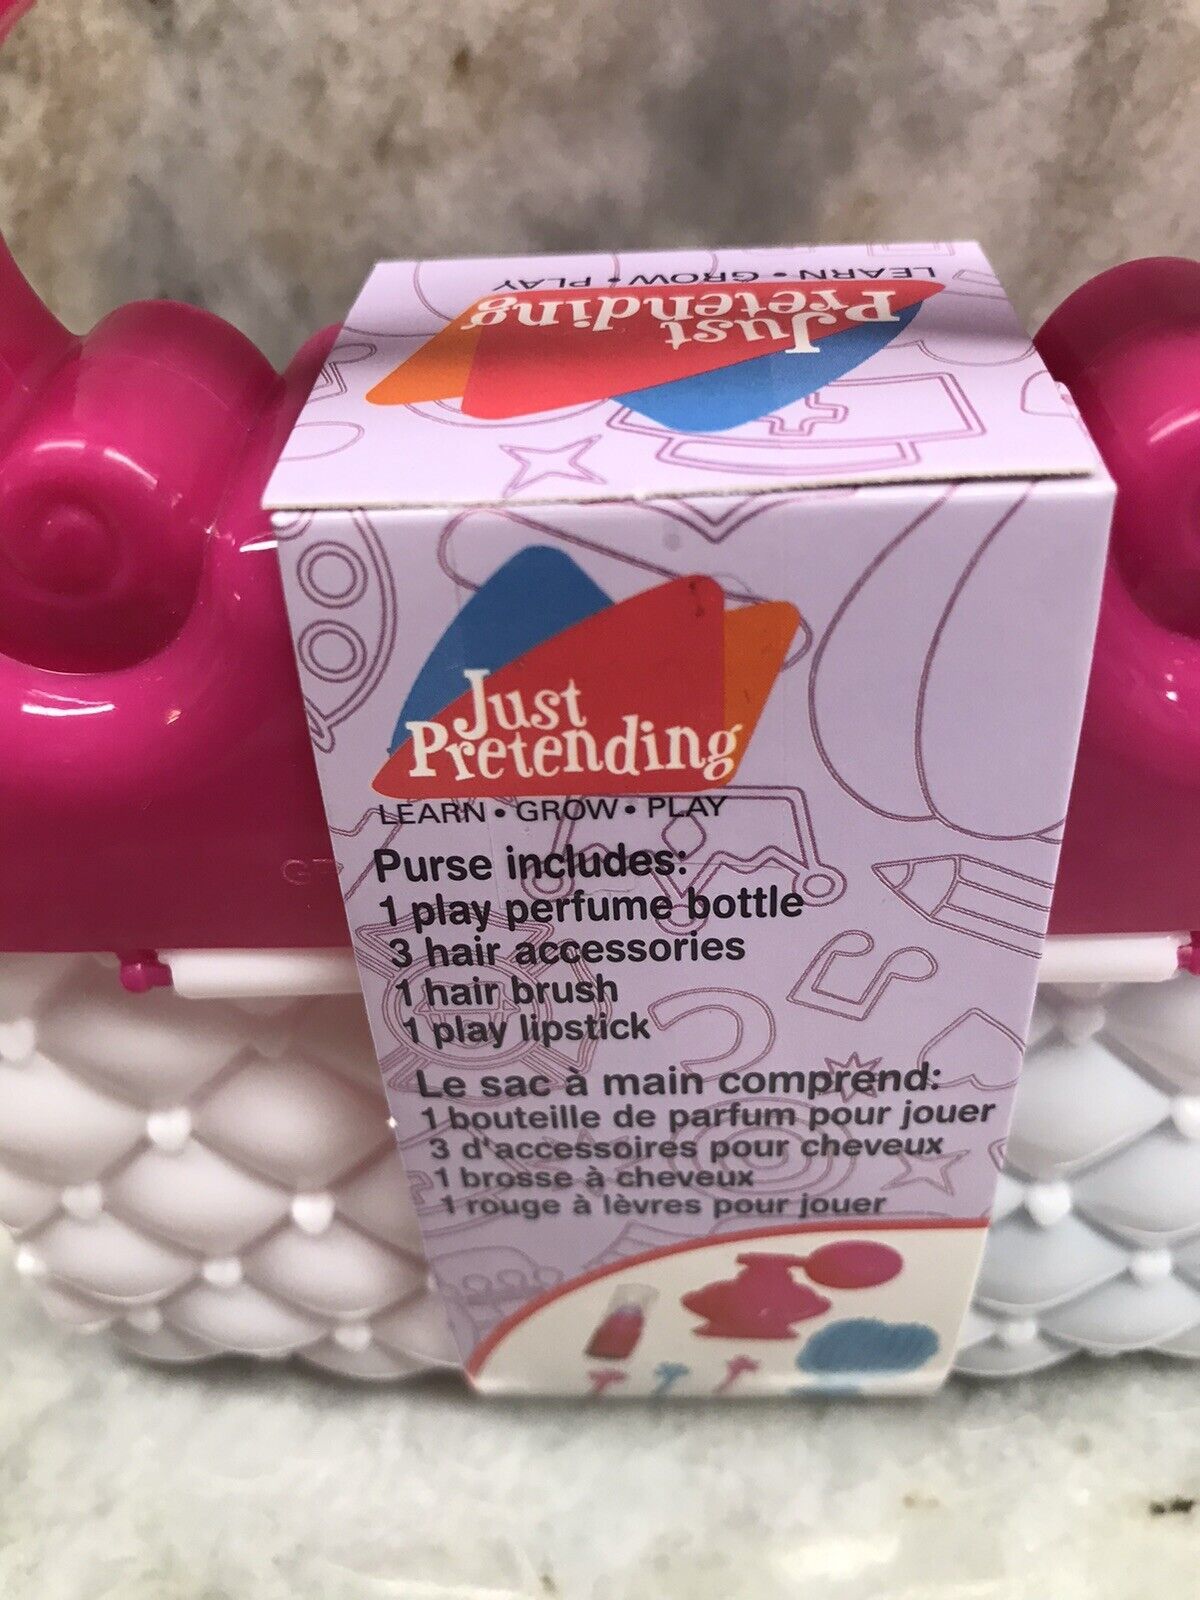 LEARN • GROW • PLAY
Just
Pretending
Just
Pretending
LEARN • GROW • PLAY
Purse includes:
1 play perfume bottle
3 hair accessories
1 hair brush
1 play lipstick
Le sac à main comprend:
1 bouteille de parfum pour jouer
3 d'accessoires pour cheveux
1 brosse à cheveux
1 rouge à lèvres pour jouer